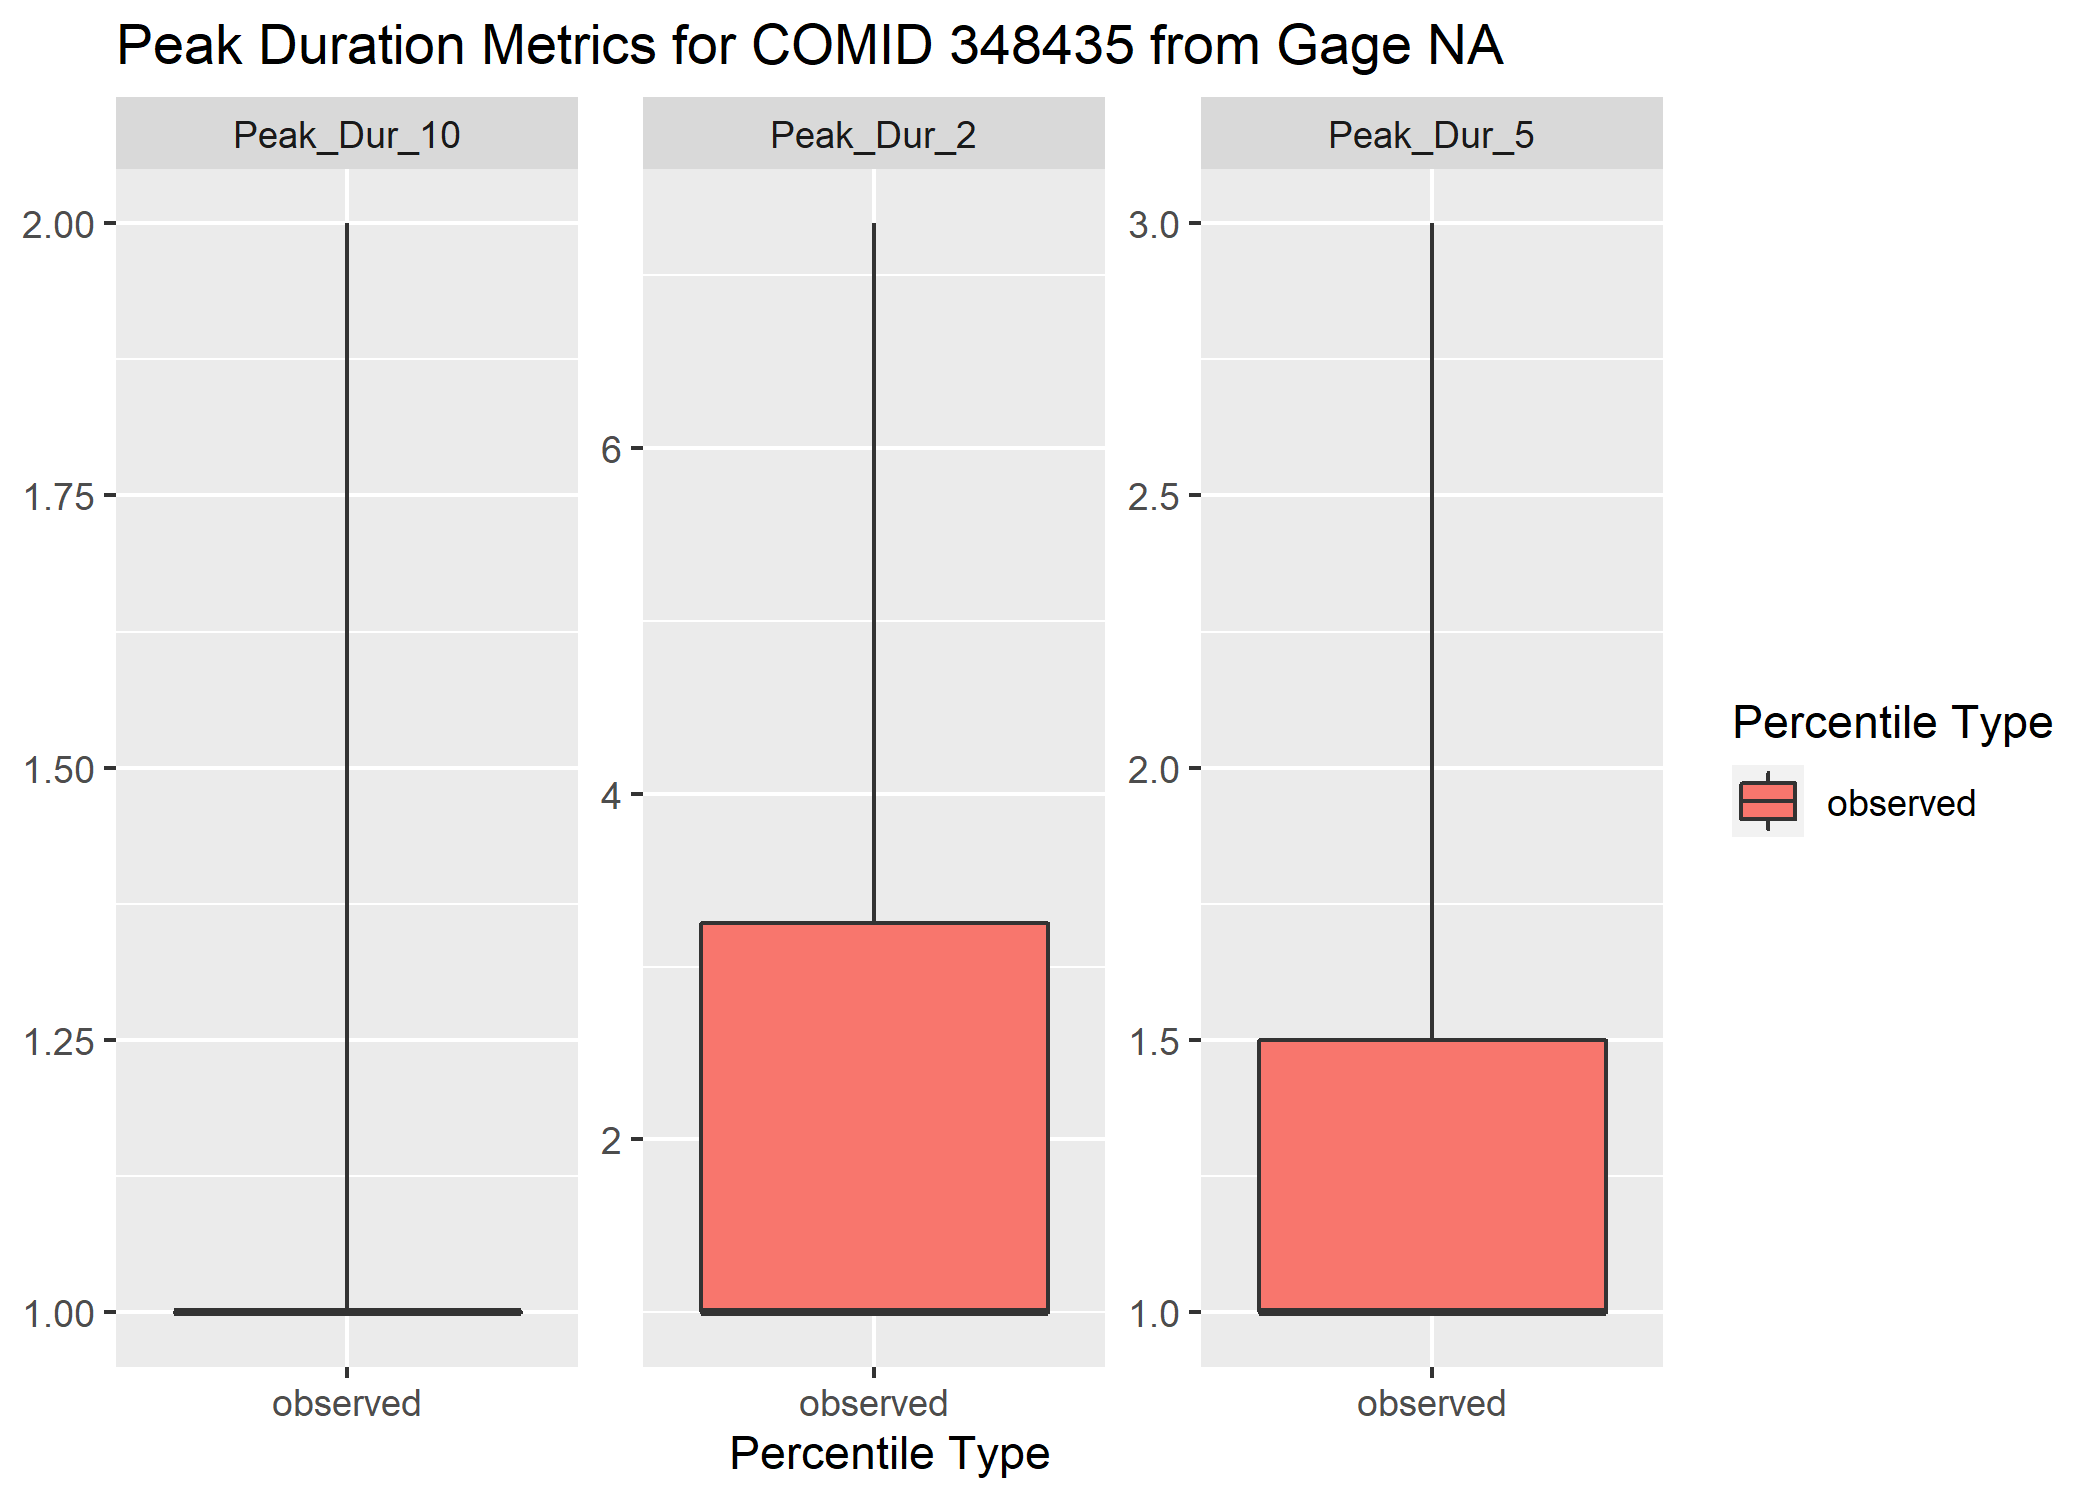 Peak Duration Metrics for COMID 348435 from Gage NA
Peak_Dur_10
Peak_Dur_2
Peak_Dur_5
2.00
1.75
1.50
1.25
1.00
6
4
2
3.0
2.5
2.0
1.5
1.0
observed
observed
observed
Percentile Type
Percentile Type
observed